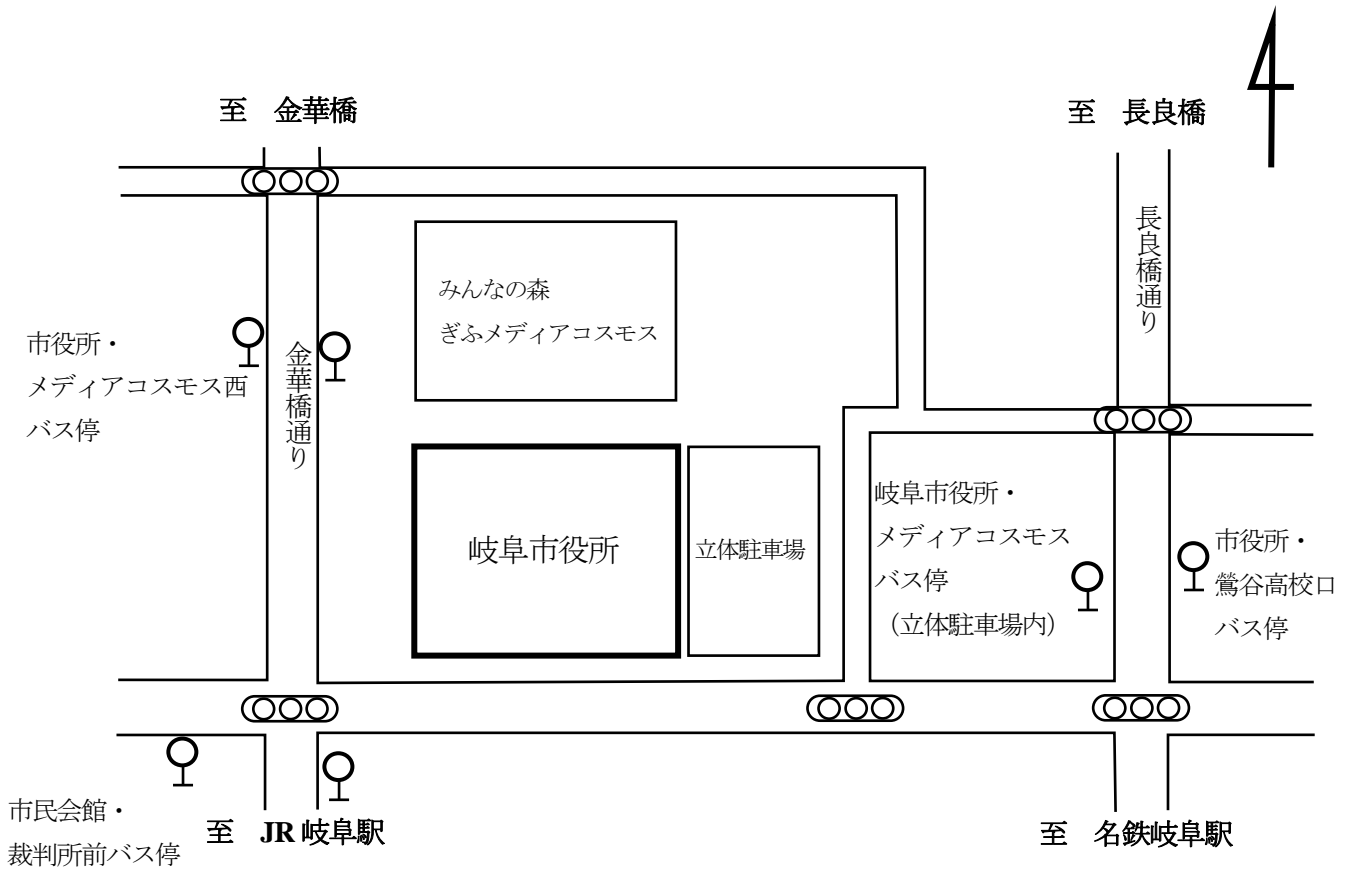 至　金華橋
至　長良橋
長良橋通り
みんなの森
ぎふメディアコスモス
市役所・
メディアコスモス西
バス停
金華橋通り
岐阜市役所
立体駐車場
岐阜市役所・
メディアコスモス
バス停
（立体駐車場内）
市役所・
鶯谷高校口
バス停
市民会館・
裁判所前バス停
至　JR 岐阜駅
至　名鉄岐阜駅